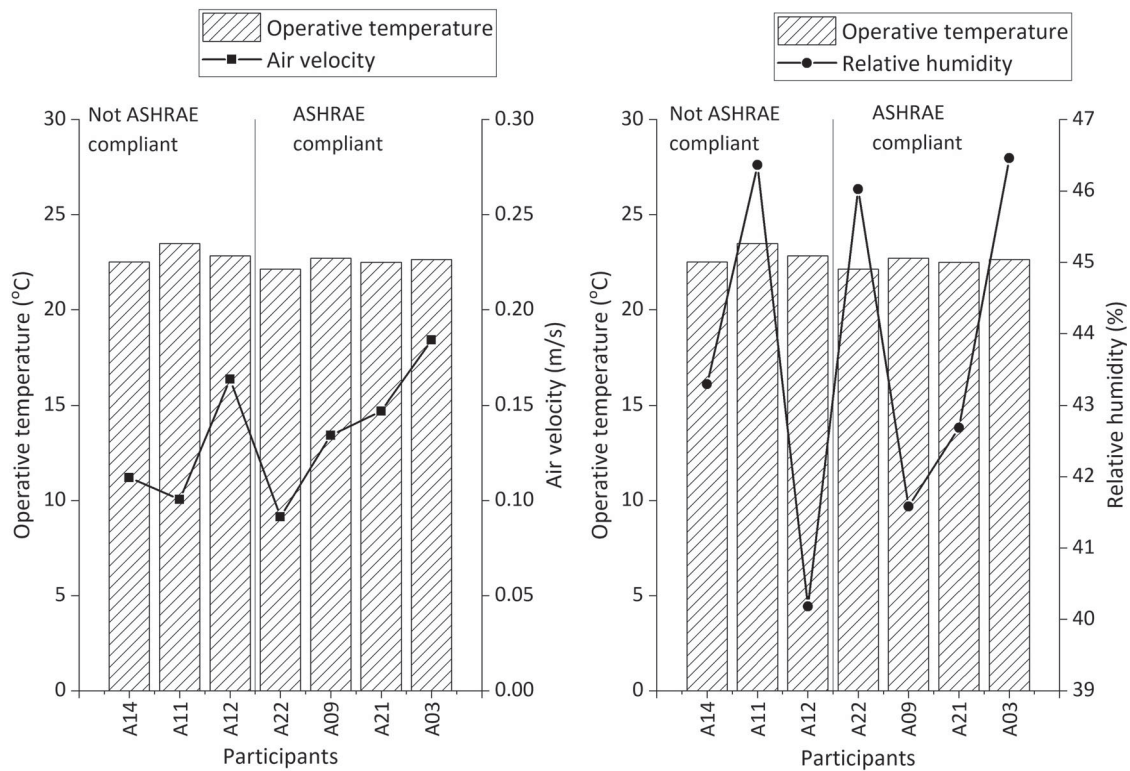 Operative temperature
Air velocity
Not ASHRAE
compliant
ASHRAE
compliant
30
25
20
15
10
5
0
Operative temperature (°C)
0.30
0.25
0.20
0.15
0.10
0.05
0.00
Air velocity (m/s)
A14
A11
A12
A22
A09
A21
A03
Participants
Operative temperature
Relative humidity
Not ASHRAE
compliant
ASHRAE
compliant
30
25
20
15
10
5
0
Operative temperature (°C)
47
46
45
44
43
42
41
40
39
Relative humidity (%)
A14
A11
A12
A22
A09
A21
A03
Participants